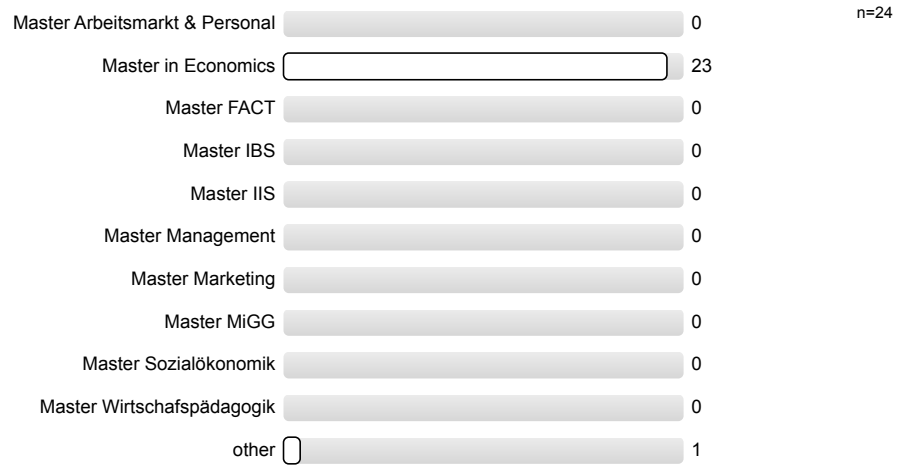 Master Arbeitsmarkt & Personal 0 n=24
Master in Economics 23
Master FACT 0
Master IBS 0
Master IIS 0
Master Management 0
Master Marketing 0
Master MiGG 0
Master Sozialökonomik 0
Master Wirtschafspädagogik 0
other 1